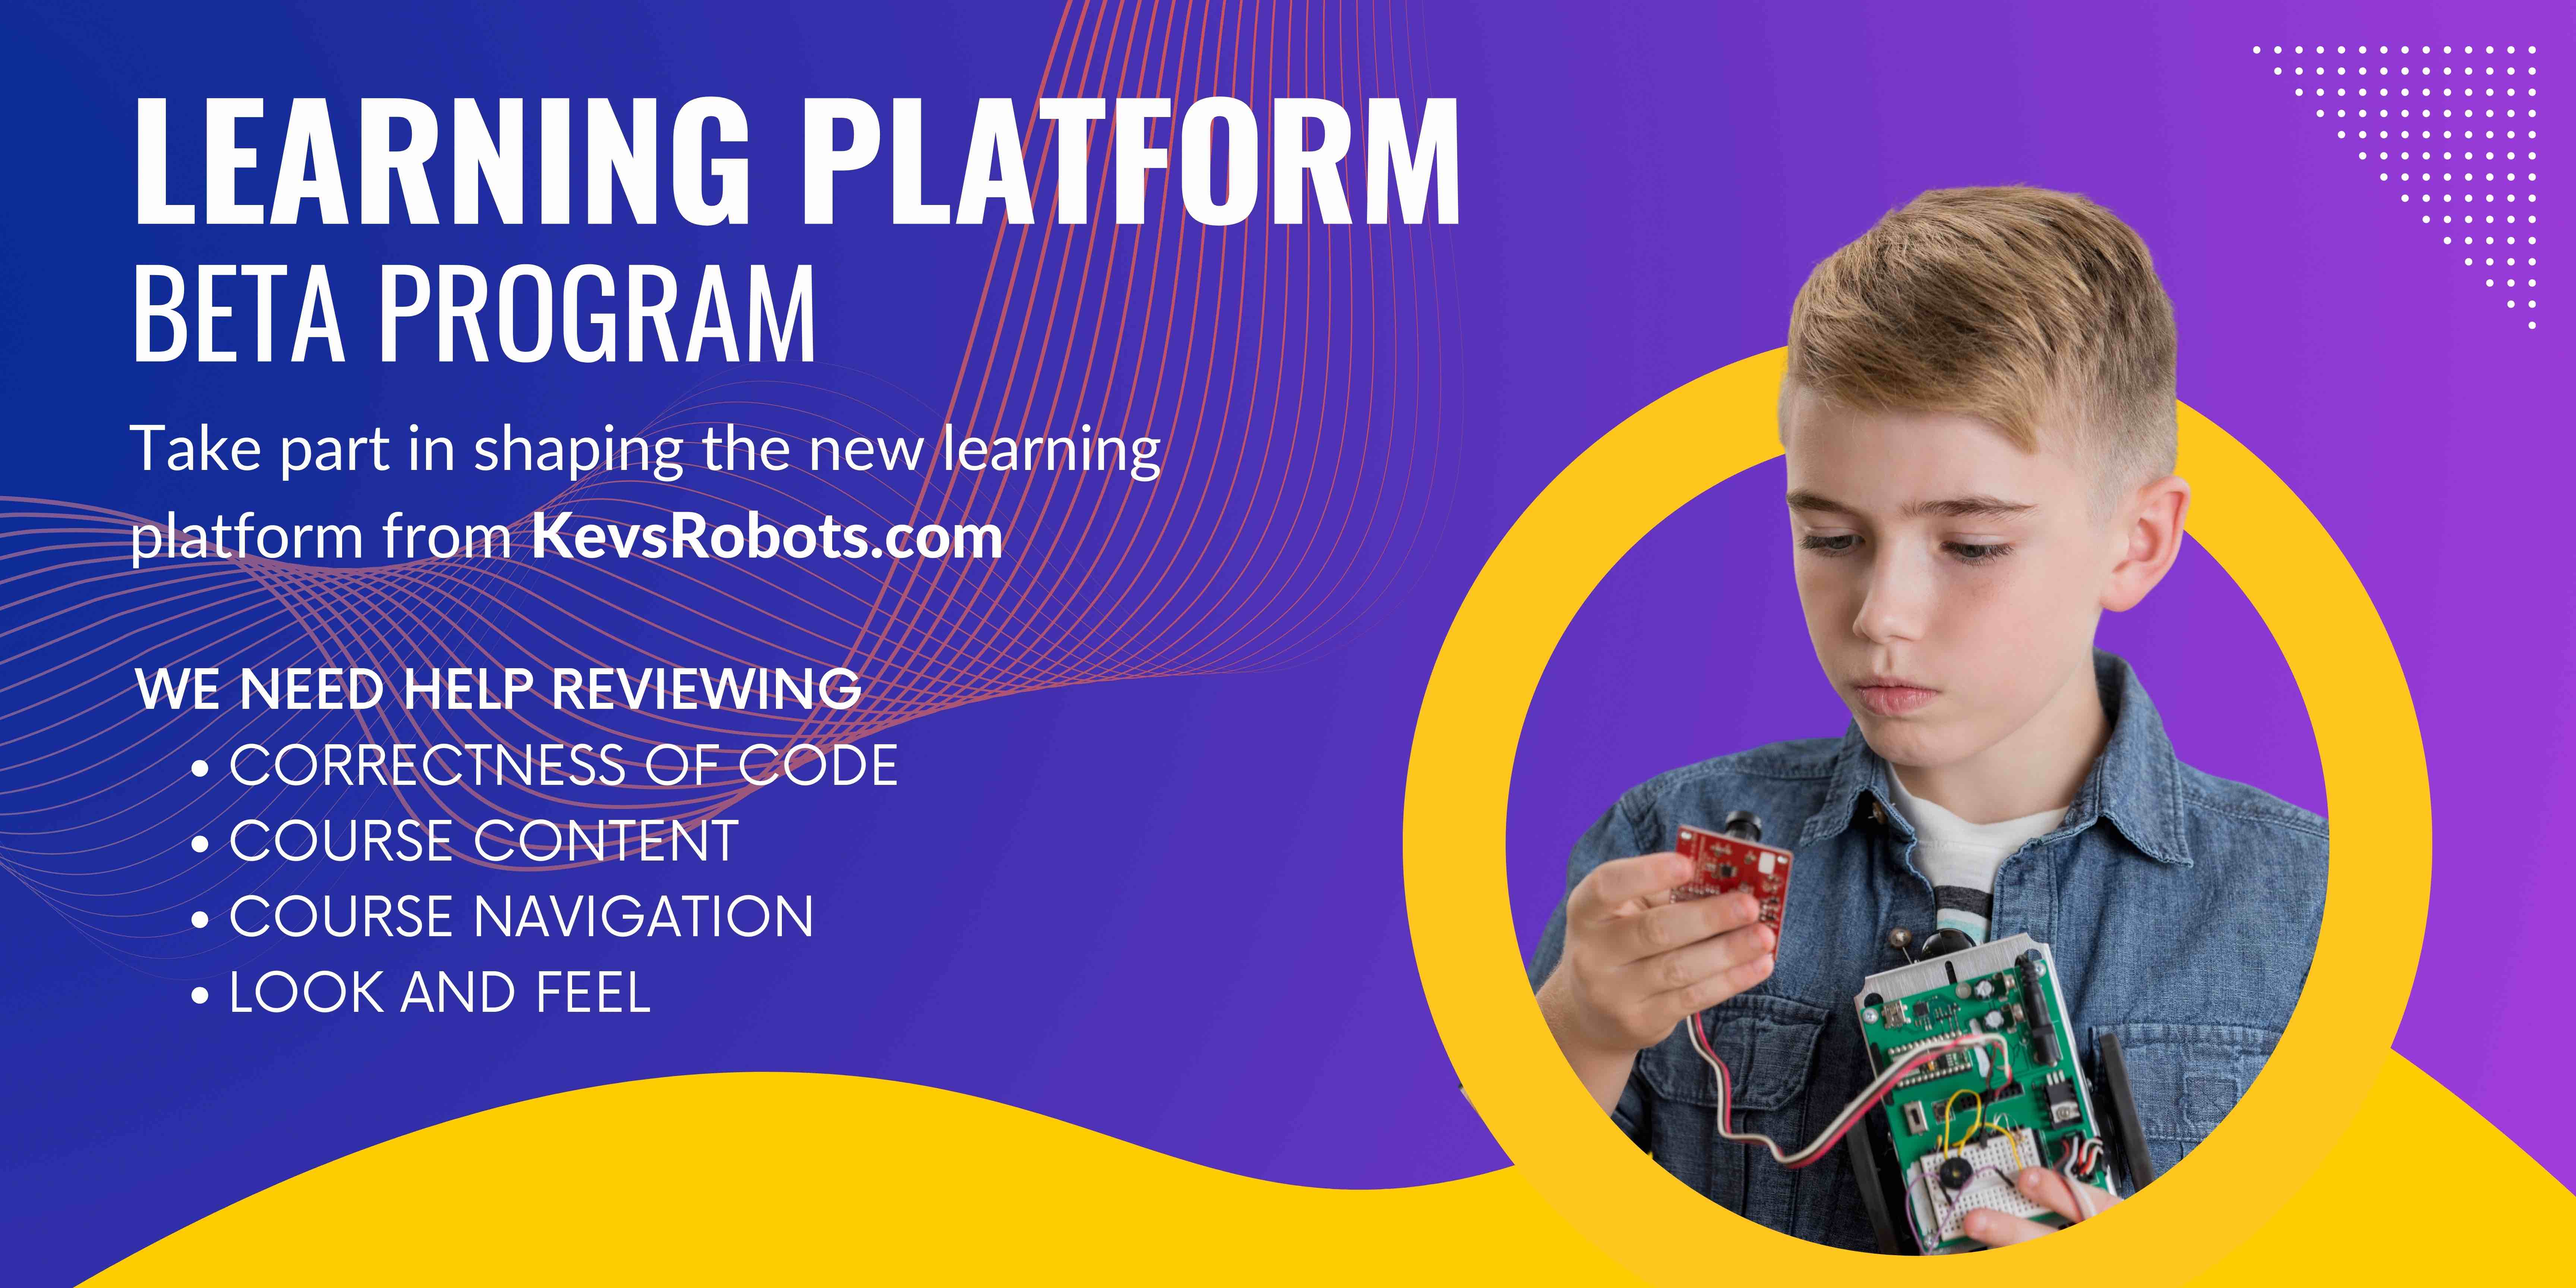 LEARNING PLATFORM
BETA PROGRAM
Take part in shaping the new learning
platform from KevsRobots.com
WE NEED HELP REVIEWING
• CORRECTNESS OF CODE
• COURSE CONTENT
• COURSE NAVIGATION
• LOOK AND FEEL